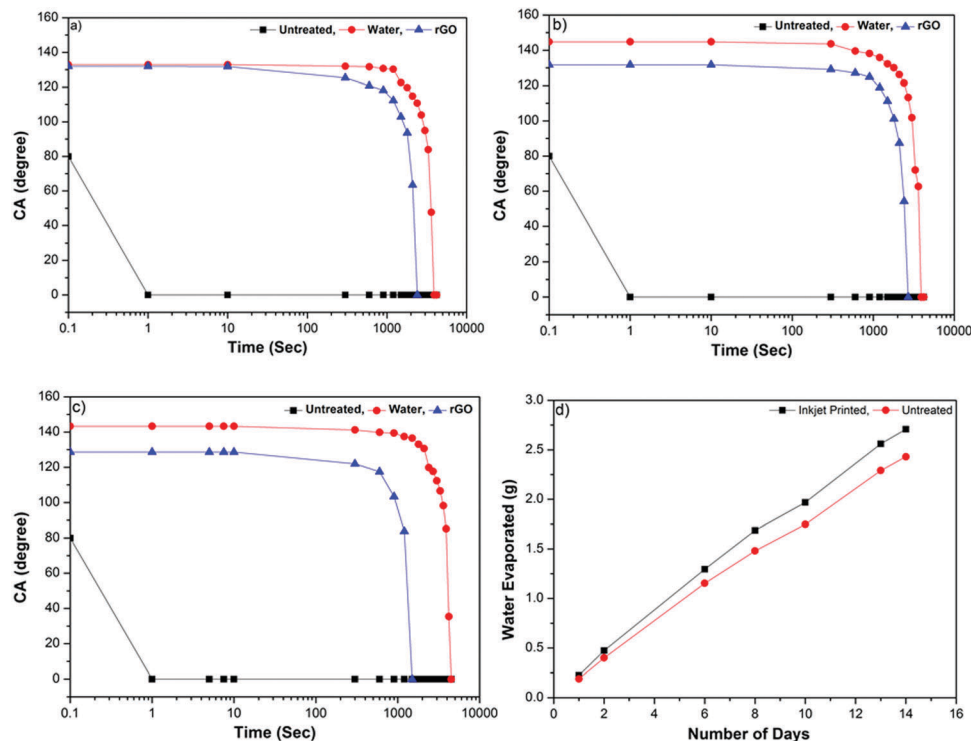 a)
Untreated, Water, rGO
160
140
120
100
80
60
40
20
0
CA (degree)
0.1 1 10 100 1000 10000
Time (Sec)
b)
Untreated, Water, rGO
160
140
120
100
80
60
40
20
0
CA (degree)
0.1 1 10 100 1000 10000
Time (Sec)
c)
Untreated, Water, rGO
160
140
120
100
80
60
40
20
0
CA (degree)
0.1 1 10 100 1000 10000
Time (Sec)
d)
Inkjet Printed, Untreated
3.0
2.5
2.0
1.5
1.0
0.5
0.0
Water Evaporated (g)
0 2 4 6 8 10 12 14 16
Number of Days